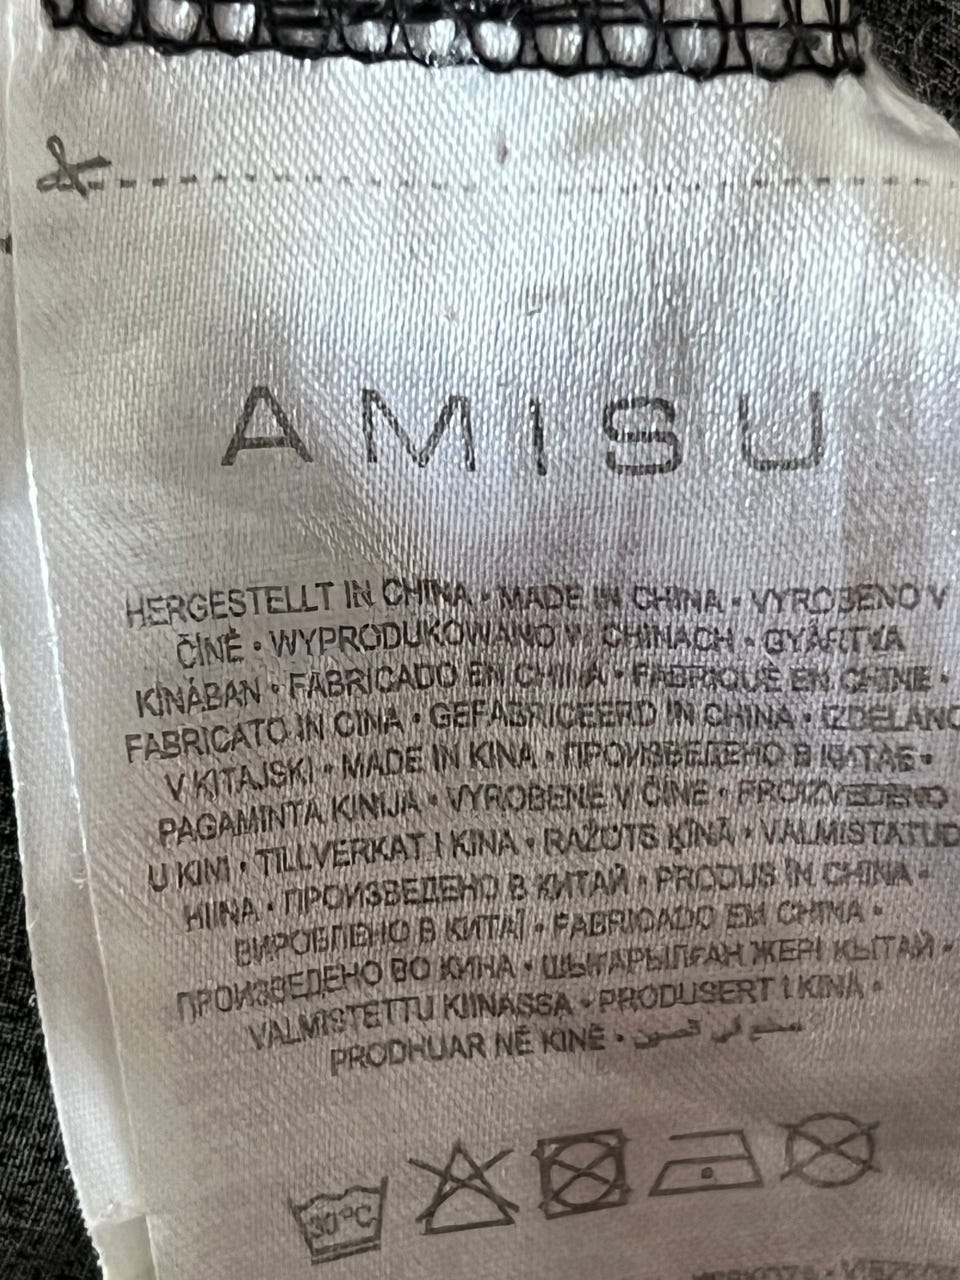 AMISU
HERGESTELLT IN CHINA • MADE IN CHINA • VYROBENO V
ČÍNĚ • WYPRODUKOWANO W CHINACH • GYÁRTVA
KÍNÁBAN • FABRICADO EN CHINA • FABRIQUÉ EN CHINE •
FABRICATO IN CINA • GEFABRICEERD IN CHINA • IZDELANO
V KITAJSKI • MADE IN KINA • ПРОИЗВЕДЕНО В КИТАЕ •
PAGAMINTA KINIJA • VYROBENÉ V ČÍNE • PROIZVEDENO
U KINI • TILLVERKAT I KINA • RAŽOTS ĶĪNĀ • VALMISTATUD
HIINA • ПРОИЗВЕДЕНО В КИТАЙ • PRODUS ÎN CHINA •
ВИРОБЛЕНО В КИТАЇ • FABRICADO EM CHINA •
ПРОИЗВЕДЕНО ВО КИНА • ШЫҒАРЫЛҒАН ЖЕРІ ҚЫТАЙ •
VALMISTETTU KIINASSA • PRODUSERT I KINA •
PRODHUAR NË KINË • صنع في الصين
30°C